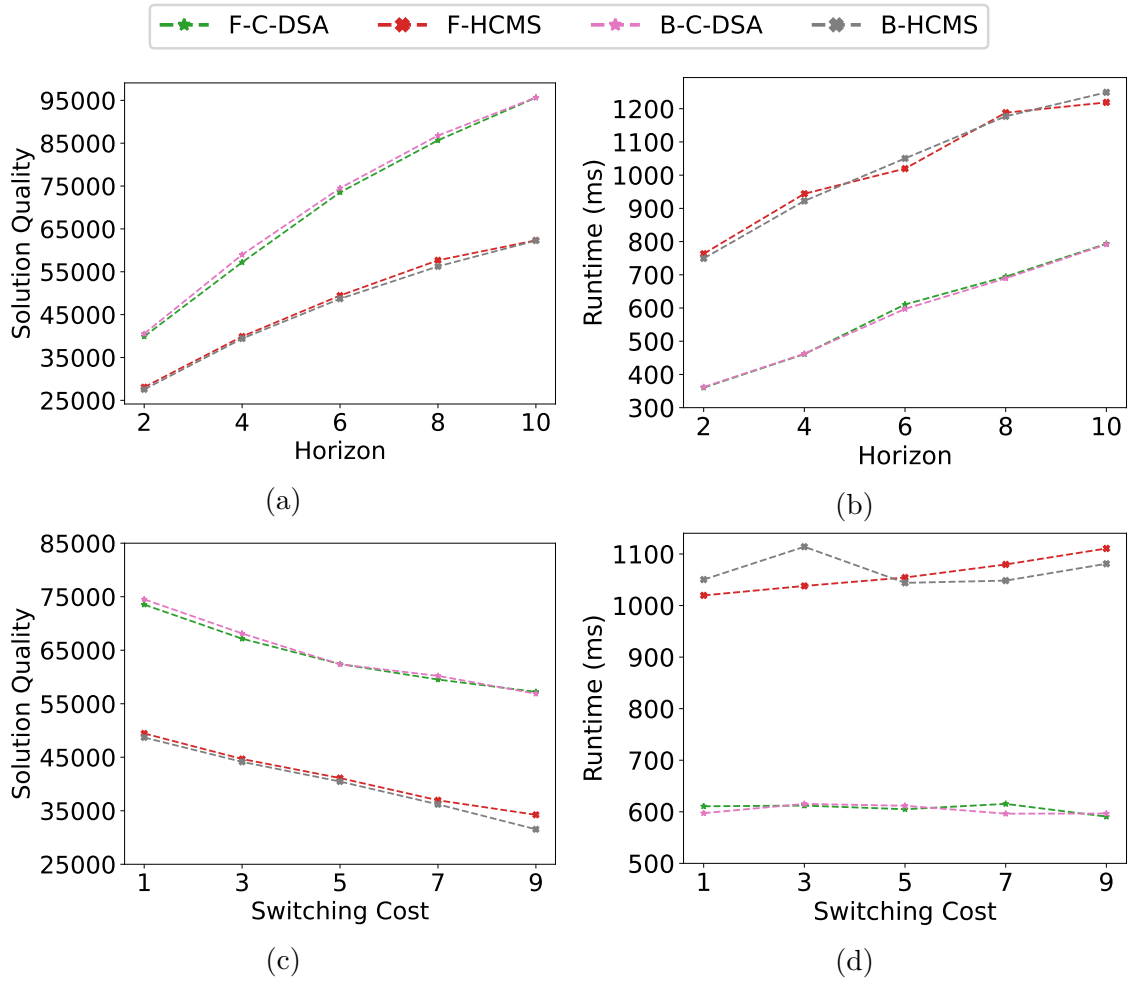 F-C-DSA F-HCMS B-C-DSA B-HCMS
95000
85000
75000
65000
55000
45000
35000
25000
Solution Quality
2 4 6 8 10
Horizon
(a)
1200
1100
1000
900
800
700
600
500
400
300
Runtime (ms)
2 4 6 8 10
Horizon
(b)
85000
75000
65000
55000
45000
35000
25000
Solution Quality
1 3 5 7 9
Switching Cost
(c)
1100
1000
900
800
700
600
500
Runtime (ms)
1 3 5 7 9
Switching Cost
(d)